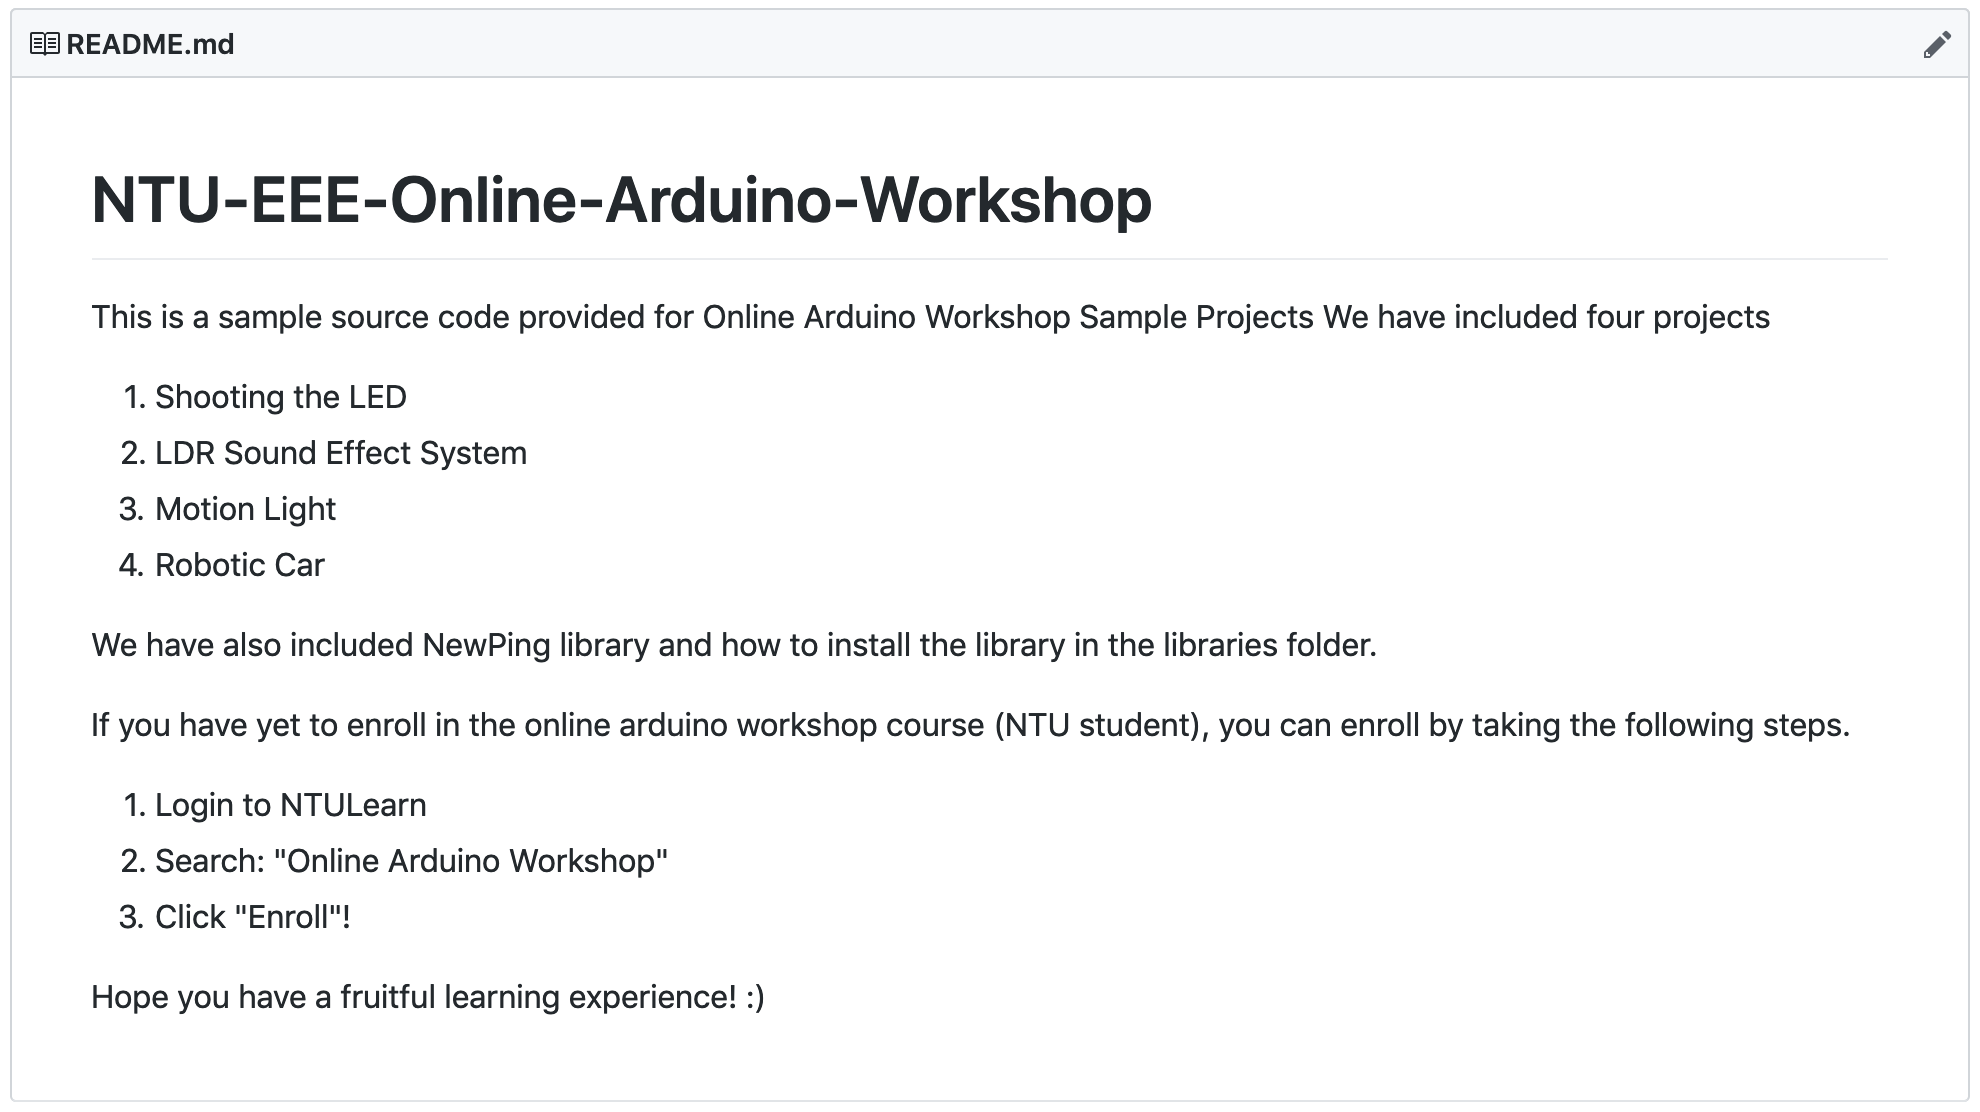 README.md
NTU-EEE-Online-Arduino-Workshop
This is a sample source code provided for Online Arduino Workshop Sample Projects We have included four projects
1. Shooting the LED
2. LDR Sound Effect System
3. Motion Light
4. Robotic Car
We have also included NewPing library and how to install the library in the libraries folder.
If you have yet to enroll in the online arduino workshop course (NTU student), you can enroll by taking the following steps.
1. Login to NTULearn
2. Search: "Online Arduino Workshop"
3. Click "Enroll"!
Hope you have a fruitful learning experience! :)